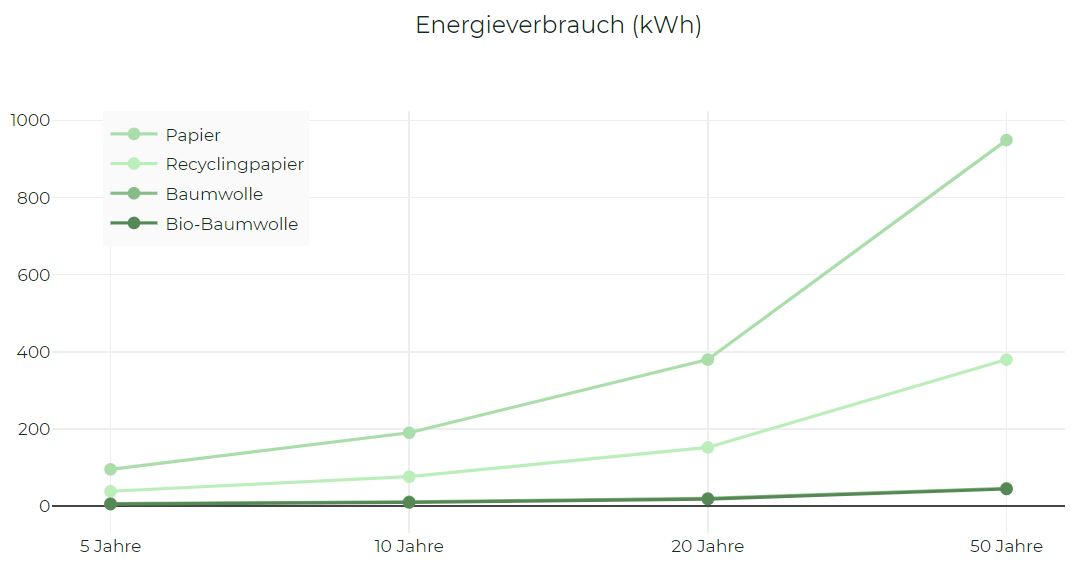 Energieverbrauch (kWh)
1000
800
600
400
200
0
Papier
Recyclingpapier
Baumwolle
Bio-Baumwolle
5 Jahre
10 Jahre
20 Jahre
50 Jahre